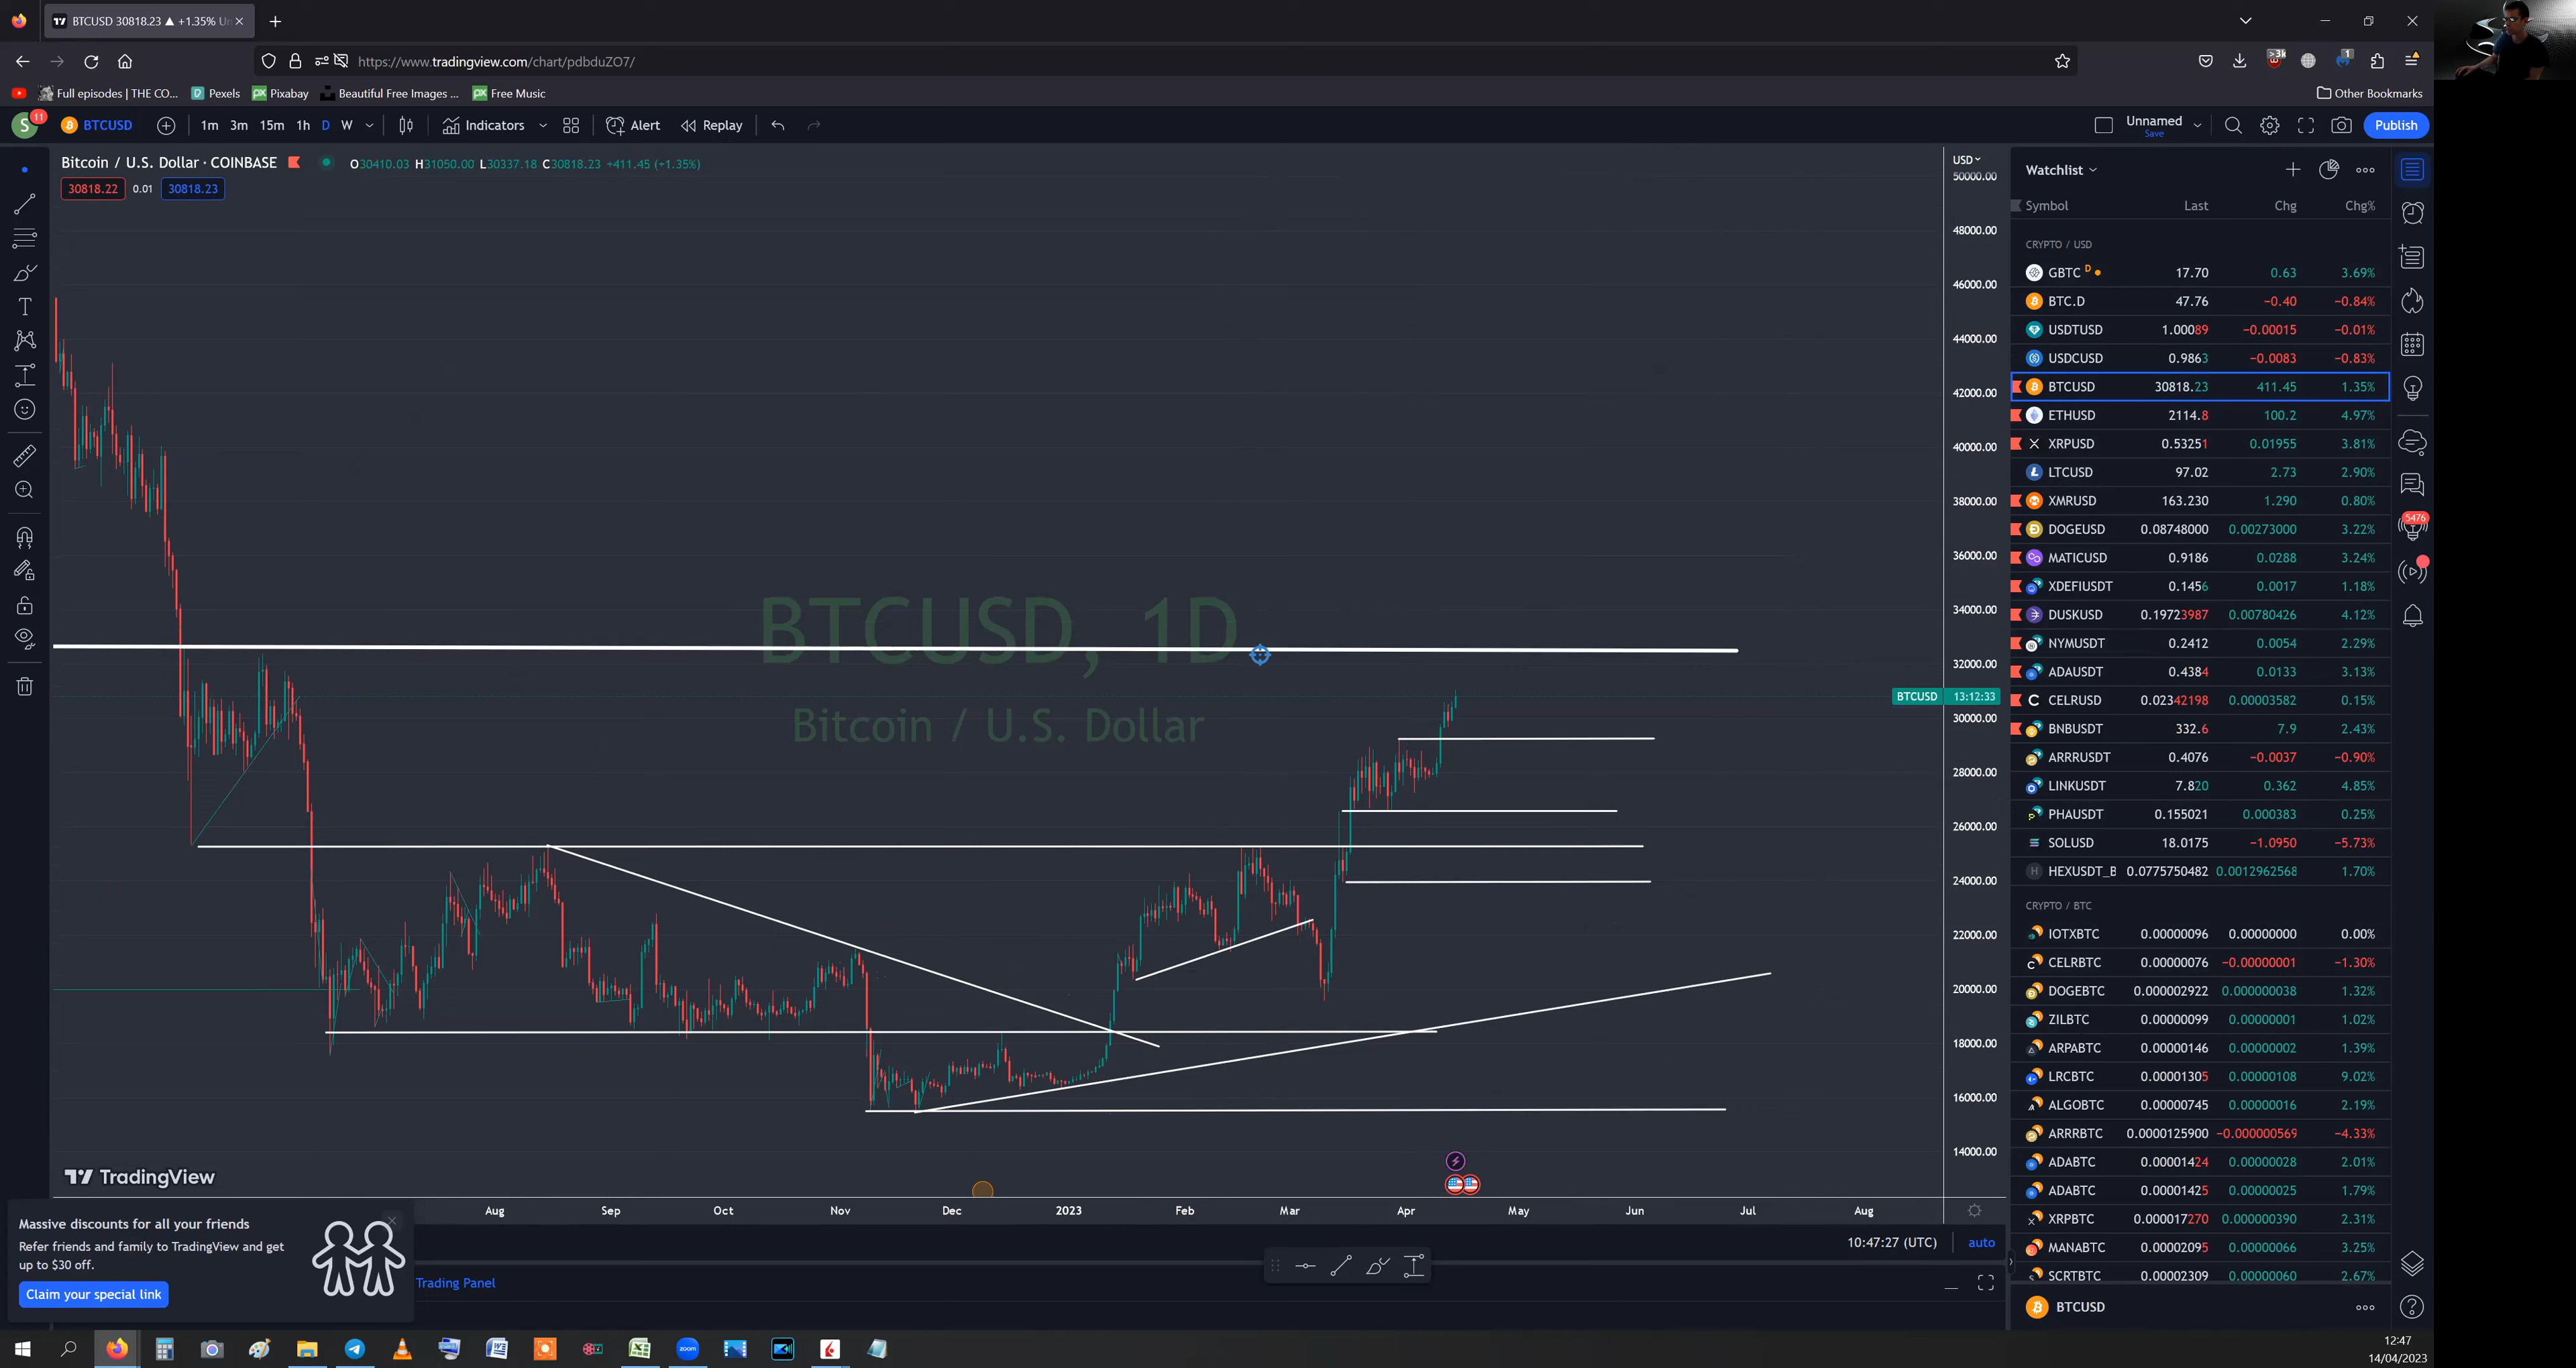 BTCUSD 30818.23 ▲ +1.35% Un
https://www.tradingview.com/chart/pdbduZO7/
>3k
1
Full episodes | THE CO... Pexels Pixabay Beautiful Free Images ... Free Music
Other Bookmarks
S 11 BTCUSD 1m 3m 15m 1h D W Indicators Alert Replay
Unnamed
Save
Publish
Bitcoin / U.S. Dollar · COINBASE O30410.03 H31050.00 L30337.18 C30818.23 +411.45 (+1.35%)
30818.22 0.01 30818.23
USD
50000.00
48000.00
46000.00
44000.00
42000.00
40000.00
38000.00
36000.00
34000.00
32000.00
BTCUSD 13:12:33
30000.00
28000.00
26000.00
24000.00
22000.00
20000.00
18000.00
16000.00
14000.00
BTCUSD, 1D
Bitcoin / U.S. Dollar
TradingView
Aug Sep Oct Nov Dec 2023 Feb Mar Apr May Jun Jul Aug
Massive discounts for all your friends
Refer friends and family to TradingView and get
up to $30 off.
Claim your special link
10:47:27 (UTC) auto
Trading Panel
Watchlist
Symbol Last Chg Chg%
CRYPTO / USD
GBTC D 17.70 0.63 3.69%
BTC.D 47.76 −0.40 −0.84%
USDTUSD 1.00089 −0.00015 −0.01%
USDCUSD 0.9863 −0.0083 −0.83%
BTCUSD 30818.23 411.45 1.35%
ETHUSD 2114.8 100.2 4.97%
XRPUSD 0.53251 0.01955 3.81%
LTCUSD 97.02 2.73 2.90%
XMRUSD 163.230 1.290 0.80%
DOGEUSD 0.08748000 0.00273000 3.22%
MATICUSD 0.9186 0.0288 3.24%
XDEFIUSDT 0.1456 0.0017 1.18%
DUSKUSD 0.19723987 0.00780426 4.12%
NYMUSDT 0.2412 0.0054 2.29%
ADAUSDT 0.4384 0.0133 3.13%
CELRUSD 0.02342198 0.00003582 0.15%
BNBUSDT 332.6 7.9 2.43%
ARRRUSDT 0.4076 −0.0037 −0.90%
LINKUSDT 7.820 0.362 4.85%
PHAUSDT 0.155021 0.000383 0.25%
SOLUSD 18.0175 −1.0950 −5.73%
HEXUSDT_B 0.0775750482 0.0012962568 1.70%
CRYPTO / BTC
IOTXBTC 0.00000096 0.00000000 0.00%
CELRBTC 0.00000076 −0.00000001 −1.30%
DOGEBTC 0.000002922 0.000000038 1.32%
ZILBTC 0.00000099 0.00000001 1.02%
ARPABTC 0.00000146 0.00000002 1.39%
LRCBTC 0.00001305 0.00000108 9.02%
ALGOBTC 0.00000745 0.00000016 2.19%
ARRRBTC 0.0000125900 −0.000000569 −4.33%
ADABTC 0.00001424 0.00000028 2.01%
ADABTC 0.00001425 0.00000025 1.79%
XRPBTC 0.000017270 0.000000390 2.31%
MANABTC 0.00002095 0.00000066 3.25%
SCRTBTC 0.00002309 0.00000060 2.67%
BTCUSD
5476
zoom
12:47
14/04/2023